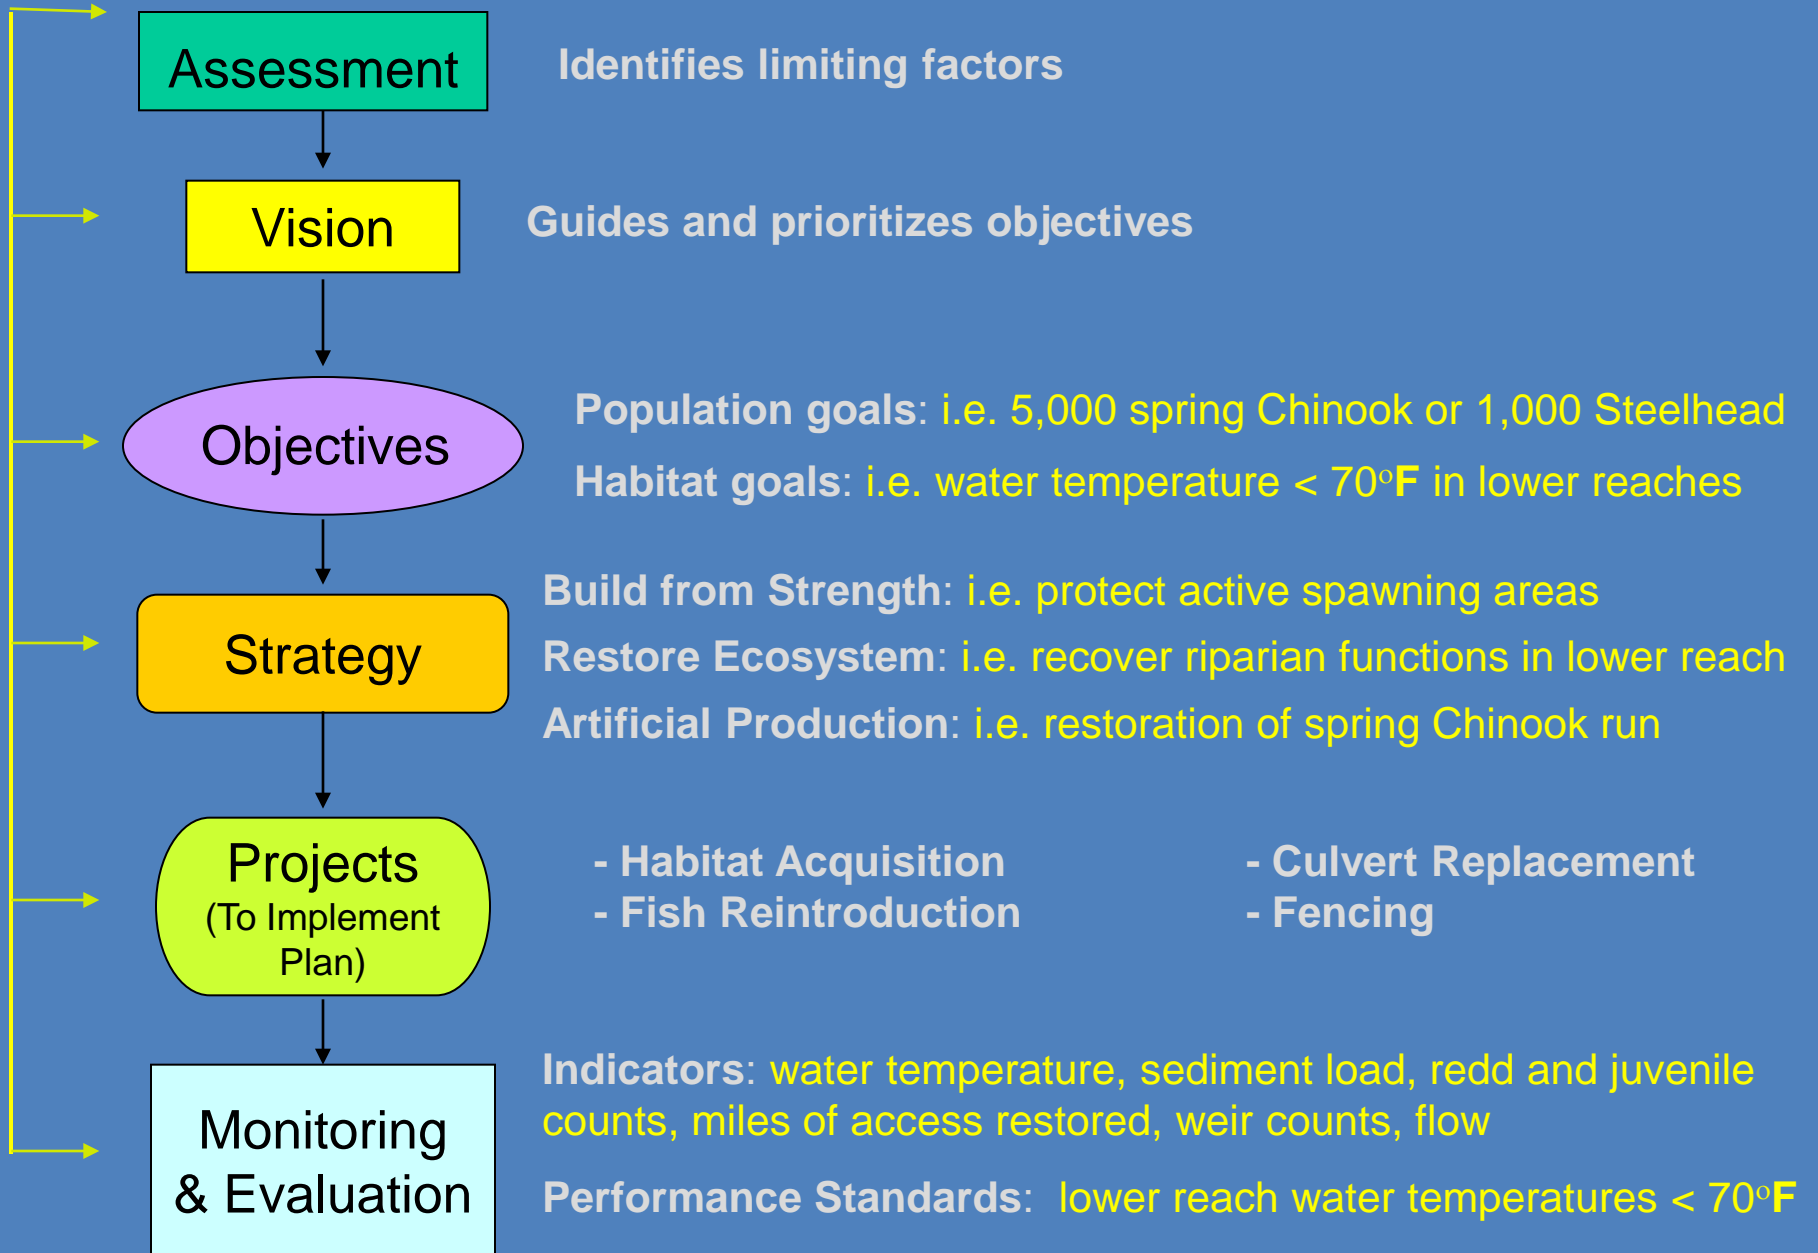 Assessment
Identifies limiting factors
Vision
Guides and prioritizes objectives
Objectives
Population goals: i.e. 5,000 spring Chinook or 1,000 Steelhead
Habitat goals: i.e. water temperature < 70°F in lower reaches
Strategy
Build from Strength: i.e. protect active spawning areas
Restore Ecosystem: i.e. recover riparian functions in lower reach
Artificial Production: i.e. restoration of spring Chinook run
Projects
(To Implement
Plan)
- Habitat Acquisition
- Fish Reintroduction
- Culvert Replacement
- Fencing
Monitoring
& Evaluation
Indicators: water temperature, sediment load, redd and juvenile
counts, miles of access restored, weir counts, flow
Performance Standards: lower reach water temperatures < 70°F